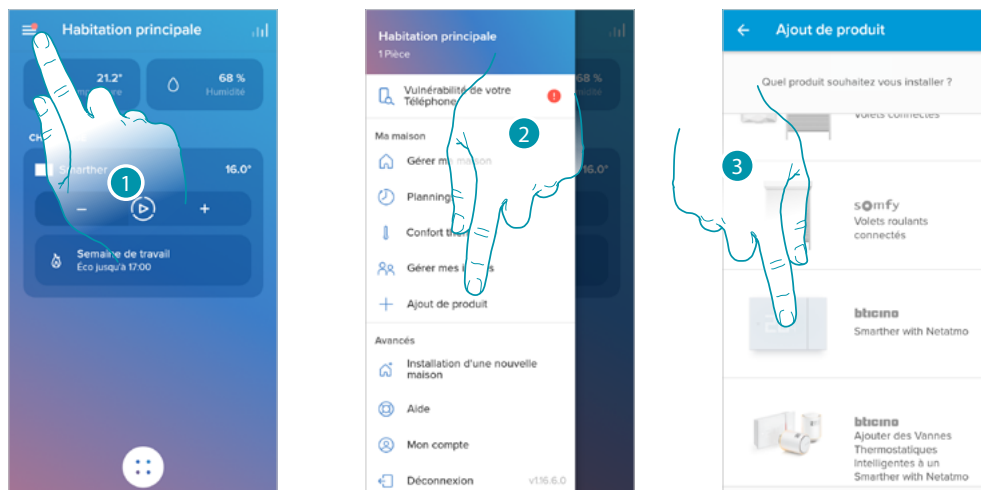 Habitation principale
21.2°
68 %
Humidité
Smarther
16.0°
1
–
+
Semaine de travail
Éco jusqu'à 17:00
Habitation principale
1 Pièce
68 %
Vulnérabilité de votre
Téléphone
!
Ma maison
Gérer ma maison
16.0°
2
Planning
Confort
Gérer mes
Ajout de produit
Avancés
Installation d'une nouvelle
maison
Aide
Mon compte
Déconnexion
v1.16.6.0
Ajout de produit
Quel produit souhaitez vous installer ?
Volets connectés
3
somfy
Volets roulants
connectés
bticino
Smarther with Netatmo
bticino
Ajouter des Vannes
Thermostatiques
Intelligentes à un
Smarther with Netatmo